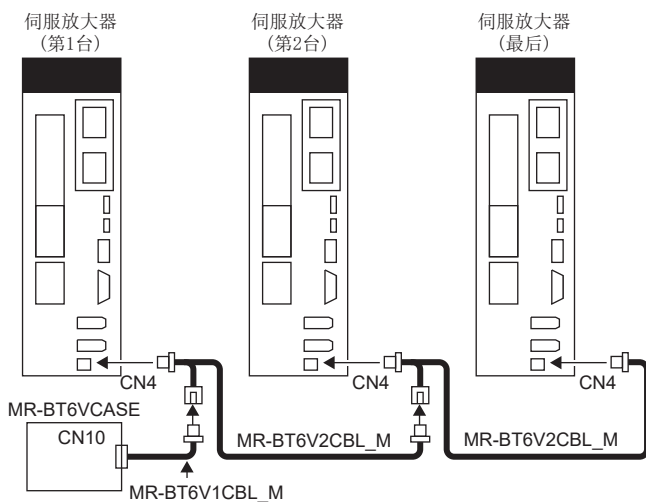 伺服放大器
(第1台)
伺服放大器
(第2台)
伺服放大器
(最后)
CN4
CN4
CN4
MR-BT6VCASE
CN10
MR-BT6V2CBL_M
MR-BT6V2CBL_M
MR-BT6V1CBL_M